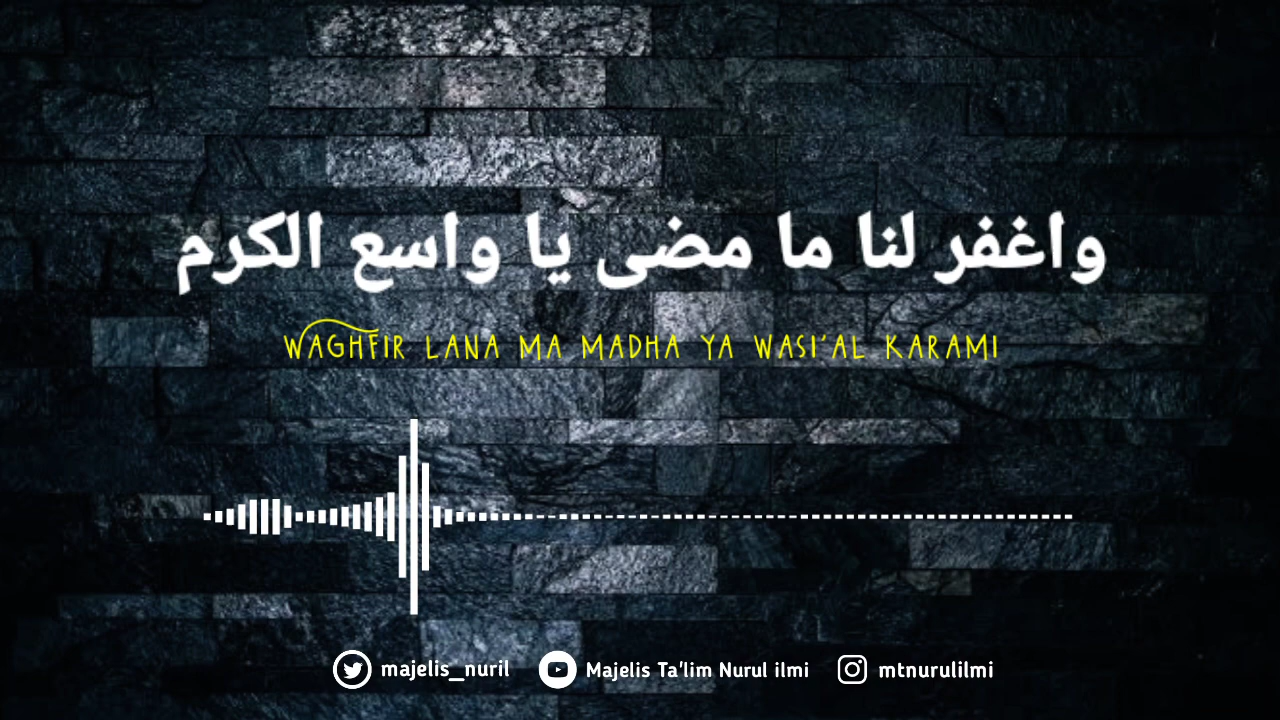 واغفر لنا ما مضى يا واسع الكرم
WAGHFIR LANA MA MADHA YA WASI'AL KARAMI
majelis_nuril Majelis Ta'lim Nurul ilmi mtnurulilmi